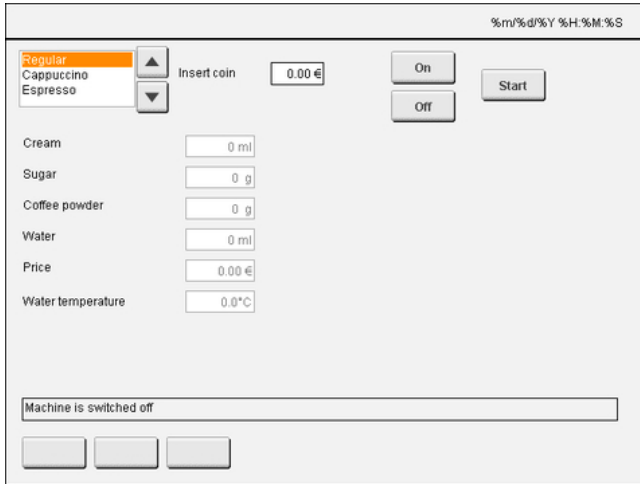 %m/%d/%Y %H:%M:%S
Regular
Cappuccino
Espresso
Insert coin 0.00 €
On
Off
Start
Cream 0 ml
Sugar 0 g
Coffee powder 0 g
Water 0 ml
Price 0.00 €
Water temperature 0.0°C
Machine is switched off